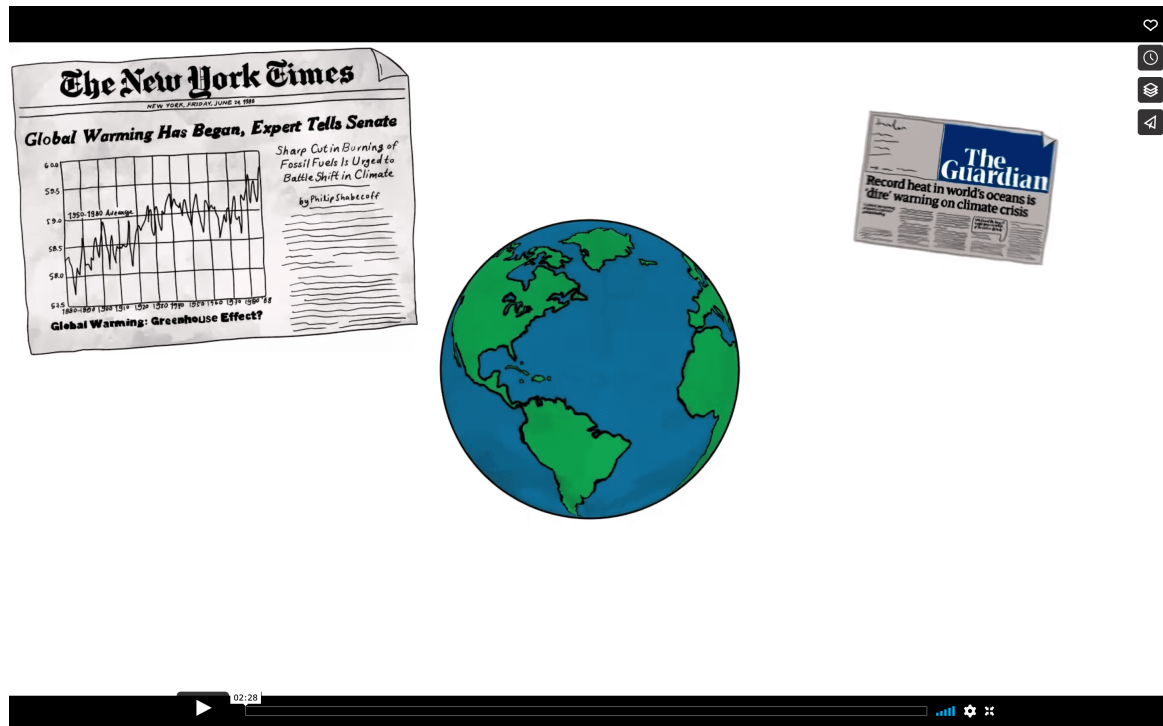 The New York Times
NEW YORK, FRIDAY, JUNE 24, 1988
Global Warming Has Began, Expert Tells Senate
Sharp Cut in Burning of
Fossil Fuels Is Urged to
Battle Shift in Climate
by Philip Shabecoff
60.0
59.5
59.0
58.5
58.0
57.5
1950-1980 Average
1880 1890 1900 1910 1920 1930 1940 1950 1960 1970 1980 '88
Global Warming: Greenhouse Effect?
The
Guardian
Record heat in world's oceans is
'dire' warning on climate crisis
02:28